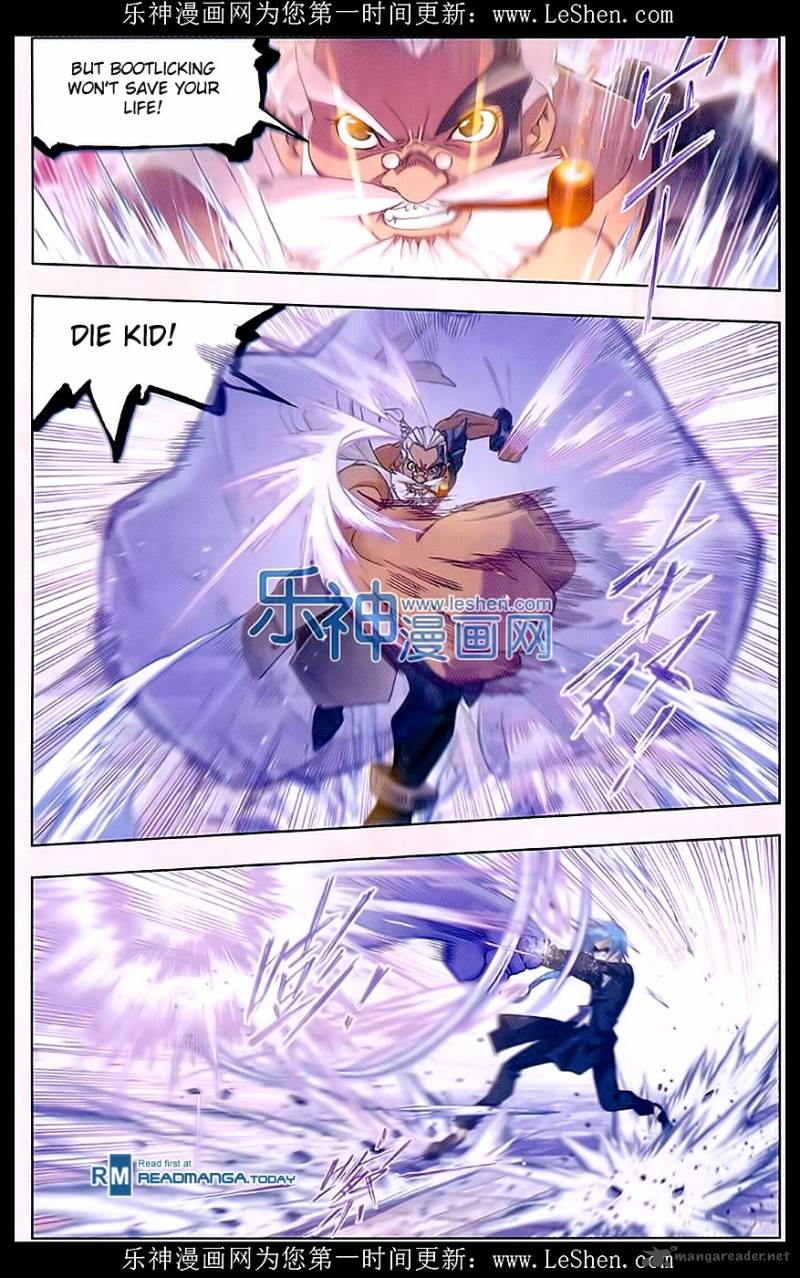 乐神漫画网为您第一时间更新：www.LeShen.com
BUT BOOTLICKING
WON'T SAVE YOUR
LIFE!
DIE KID!
www.leshen.com
乐神漫画网
嘭!
Read first at
RM READMANGA.TODAY
乐神漫画网为您第一时间更新：www.LeShen.com
mangareader.net